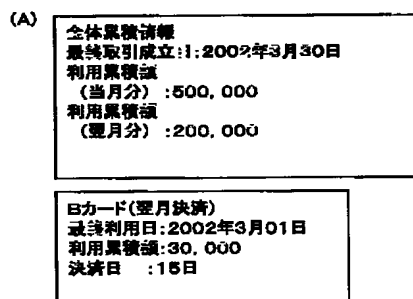 (A)
全体累積情報
最終取引成立日:2002年3月30日
利用累積額
(当月分) :500,000
利用累積額
(翌月分) :200,000
Bカード(翌月決済)
最終利用日:2002年3月01日
利用累積額:30,000
決済日 :15日